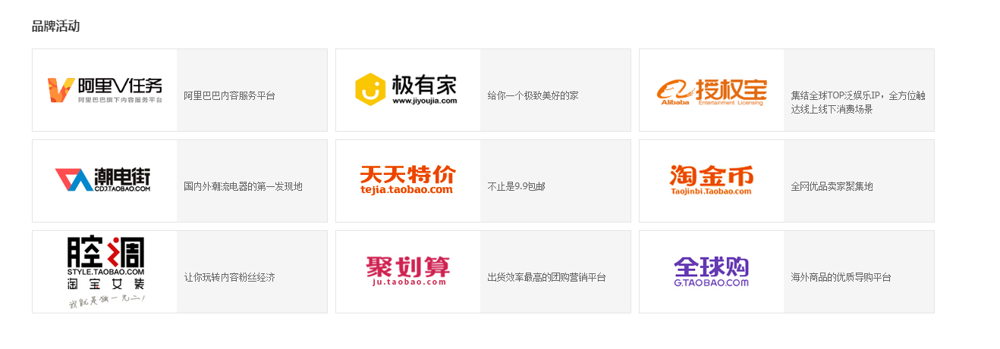 品牌活动
阿里V任务
阿里巴巴旗下内容服务平台
阿里巴巴内容服务平台
极有家
www.jiyoujia.com
给你一个极致美好的家
授权宝
Alibaba Entertainment Licensing
集结全球TOP泛娱乐IP，全方位触
达线上线下消费场景
潮电街
CDJ.TAOBAO.COM
国内外潮流电器的第一发现地
天天特价
tejia.taobao.com
不止是9.9包邮
淘金币
Taojinbi.Taobao.com
全网优品卖家聚集地
腔调
STYLE.TAOBAO.COM
淘宝女装
我就是独一无二!
让你玩转内容粉丝经济
聚划算
ju.taobao.com
出货效率最高的团购营销平台
全球购
G.TAOBAO.COM
海外商品的优质导购平台